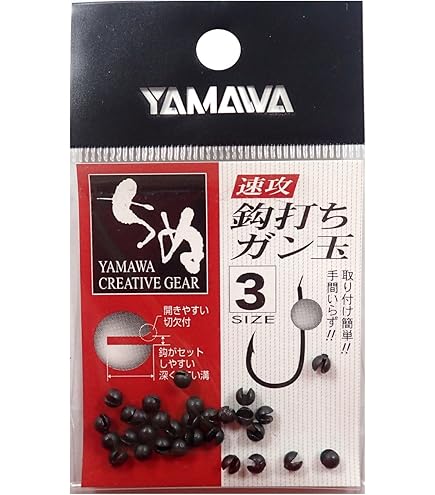 YAMAWA
速攻
鈎打ち
ガン玉
ちぬ
YAMAWA
CREATIVE GEAR
3
SIZE
取り付け簡単!!
手間いらず!!
開きやすい
切欠付
鈎がセット
しやすい
い溝